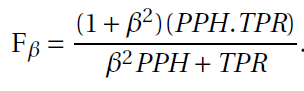 F_β = (1 + β²)(PPH.TPR) / β² PPH + TPR.